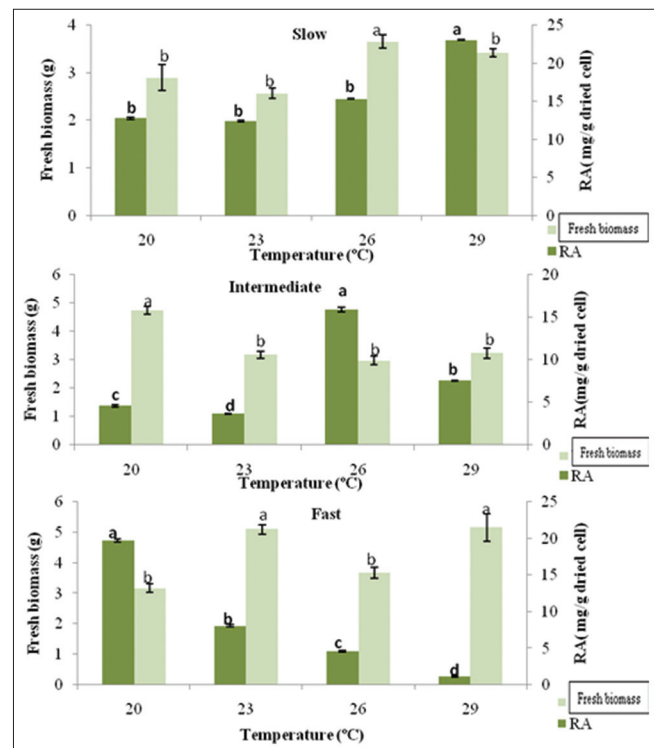 Slow
Fresh biomass (g)
RA( mg/g dried cell)
4
3
2
1
0
25
20
15
10
5
0
b b b b b a a b
20 23 26 29
Temperature (ºC)
Fresh biomass
RA
Intermediate
Fresh biomass (g)
RA(mg/g dried cell)
6
5
4
3
2
1
0
20
15
10
5
0
c a d b a b b b
20 23 26 29
Temperature (ºC)
Fresh biomass
RA
Fast
Fresh biomass (g)
RA( mg/g dried cell)
6
5
4
3
2
1
0
25
20
15
10
5
0
a b b a c b d a
20 23 26 29
Temperature (ºC)
Fresh biomass
RA